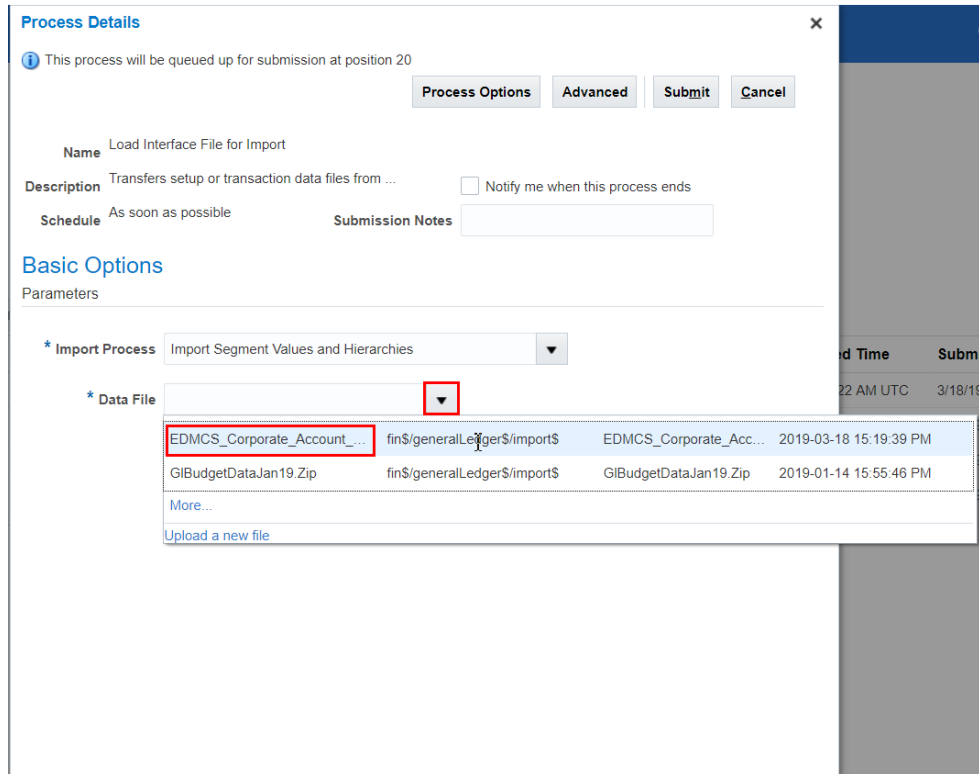 Process Details
This process will be queued up for submission at position 20
Process Options Advanced Submit Cancel
Name Load Interface File for Import
Description Transfers setup or transaction data files from ...
Notify me when this process ends
Schedule As soon as possible
Submission Notes
Basic Options
Parameters
* Import Process Import Segment Values and Hierarchies
ed Time Subm
* Data File
22 AM UTC 3/18/19
EDMCS_Corporate_Account_... fin$/generalLedger$/import$ EDMCS_Corporate_Acc... 2019-03-18 15:19:39 PM
GlBudgetDataJan19.Zip fin$/generalLedger$/import$ GlBudgetDataJan19.Zip 2019-01-14 15:55:46 PM
More...
Upload a new file